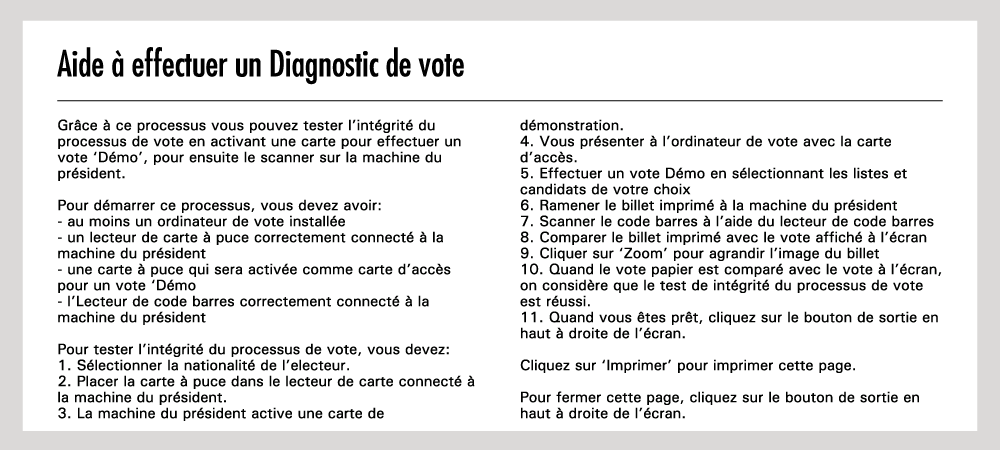 Aide à effectuer un Diagnostic de vote
Grâce à ce processus vous pouvez tester l'intégrité du
processus de vote en activant une carte pour effectuer un
vote ‘Démo’, pour ensuite le scanner sur la machine du
président.
Pour démarrer ce processus, vous devez avoir:
- au moins un ordinateur de vote installée
- un lecteur de carte à puce correctement connecté à la
machine du président
- une carte à puce qui sera activée comme carte d'accès
pour un vote ‘Démo
- l'Lecteur de code barres correctement connecté à la
machine du président
Pour tester l'intégrité du processus de vote, vous devez:
1. Sélectionner la nationalité de l'electeur.
2. Placer la carte à puce dans le lecteur de carte connecté à
la machine du président.
3. La machine du président active une carte de
démonstration.
4. Vous présenter à l'ordinateur de vote avec la carte
d'accès.
5. Effectuer un vote Démo en sélectionnant les listes et
candidats de votre choix
6. Ramener le billet imprimé à la machine du président
7. Scanner le code barres à l'aide du lecteur de code barres
8. Comparer le billet imprimé avec le vote affiché à l'écran
9. Cliquer sur ‘Zoom’ pour agrandir l'image du billet
10. Quand le vote papier est comparé avec le vote à l'écran,
on considère que le test de intégrité du processus de vote
est réussi.
11. Quand vous êtes prêt, cliquez sur le bouton de sortie en
haut à droite de l'écran.
Cliquez sur ‘Imprimer’ pour imprimer cette page.
Pour fermer cette page, cliquez sur le bouton de sortie en
haut à droite de l'écran.